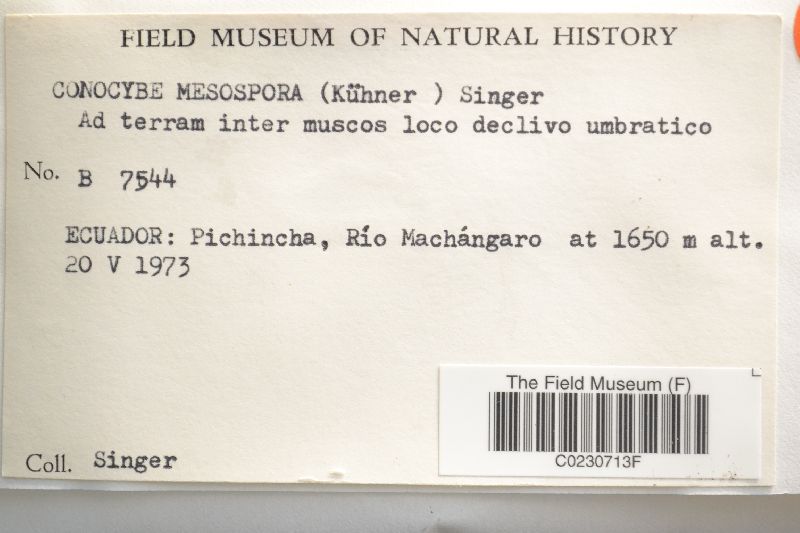 FIELD MUSEUM OF NATURAL HISTORY
CONOCYBE MESOSPORA (Kühner ) Singer
Ad terram inter muscos loco declivo umbratico
No. B 7544
ECUADOR: Pichincha, Río Machángaro at 1650 m alt.
20 V 1973
The Field Museum (F)
C0230713F
Coll. Singer